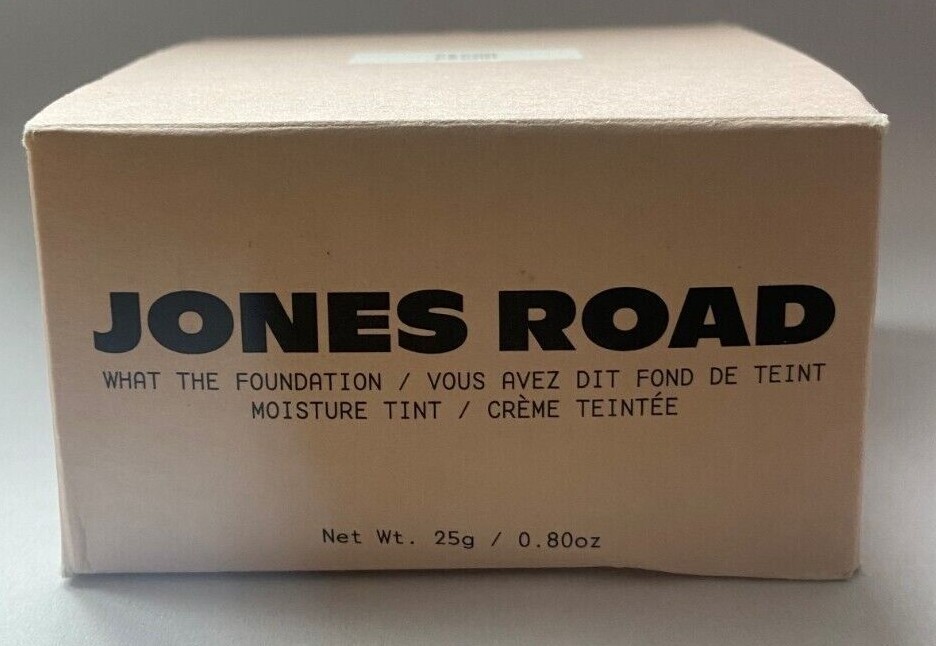 JONES ROAD
WHAT THE FOUNDATION / VOUS AVEZ DIT FOND DE TEINT
MOISTURE TINT / CRÈME TEINTÉE
Net Wt. 25g / 0.80oz